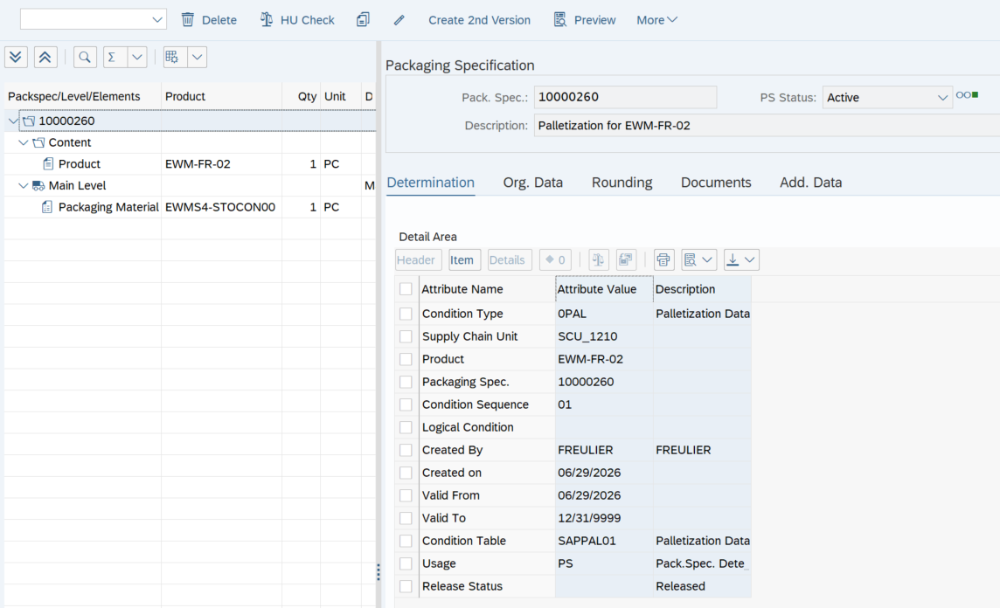 Delete HU Check Create 2nd Version Preview More
Packaging Specification
Pack. Spec.: 10000260 PS Status: Active
Description: Palletization for EWM-FR-02
Packspec/Level/Elements Product Qty Unit D
10000260
Content
Product EWM-FR-02 1 PC
Main Level M
Packaging Material EWMS4-STOCON00 1 PC
Determination Org. Data Rounding Documents Add. Data
Detail Area
Header Item Details 0
Attribute Name Attribute Value Description
Condition Type 0PAL Palletization Data
Supply Chain Unit SCU_1210
Product EWM-FR-02
Packaging Spec. 10000260
Condition Sequence 01
Logical Condition
Created By FREULIER FREULIER
Created on 06/29/2026
Valid From 06/29/2026
Valid To 12/31/9999
Condition Table SAPPAL01 Palletization Data
Usage PS Pack.Spec. Dete_
Release Status Released